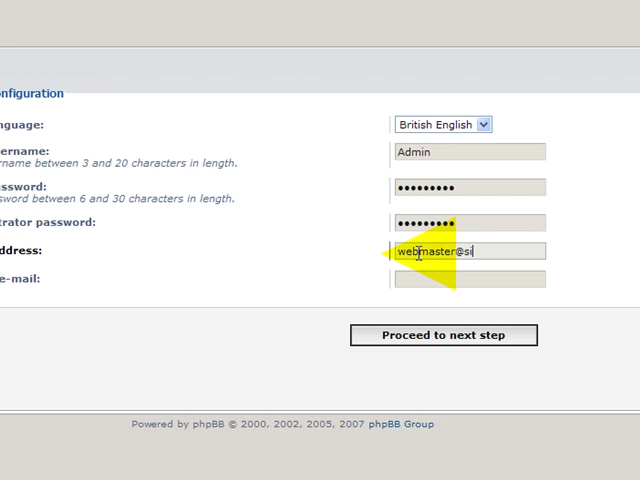 onfiguration
nguage: British English
ername: Admin
rname between 3 and 20 characters in length.
ssword: •••••••••
sword between 6 and 30 characters in length.
trator password: •••••••••
ddress: webmaster@si
e-mail:
Proceed to next step
Powered by phpBB © 2000, 2002, 2005, 2007 phpBB Group